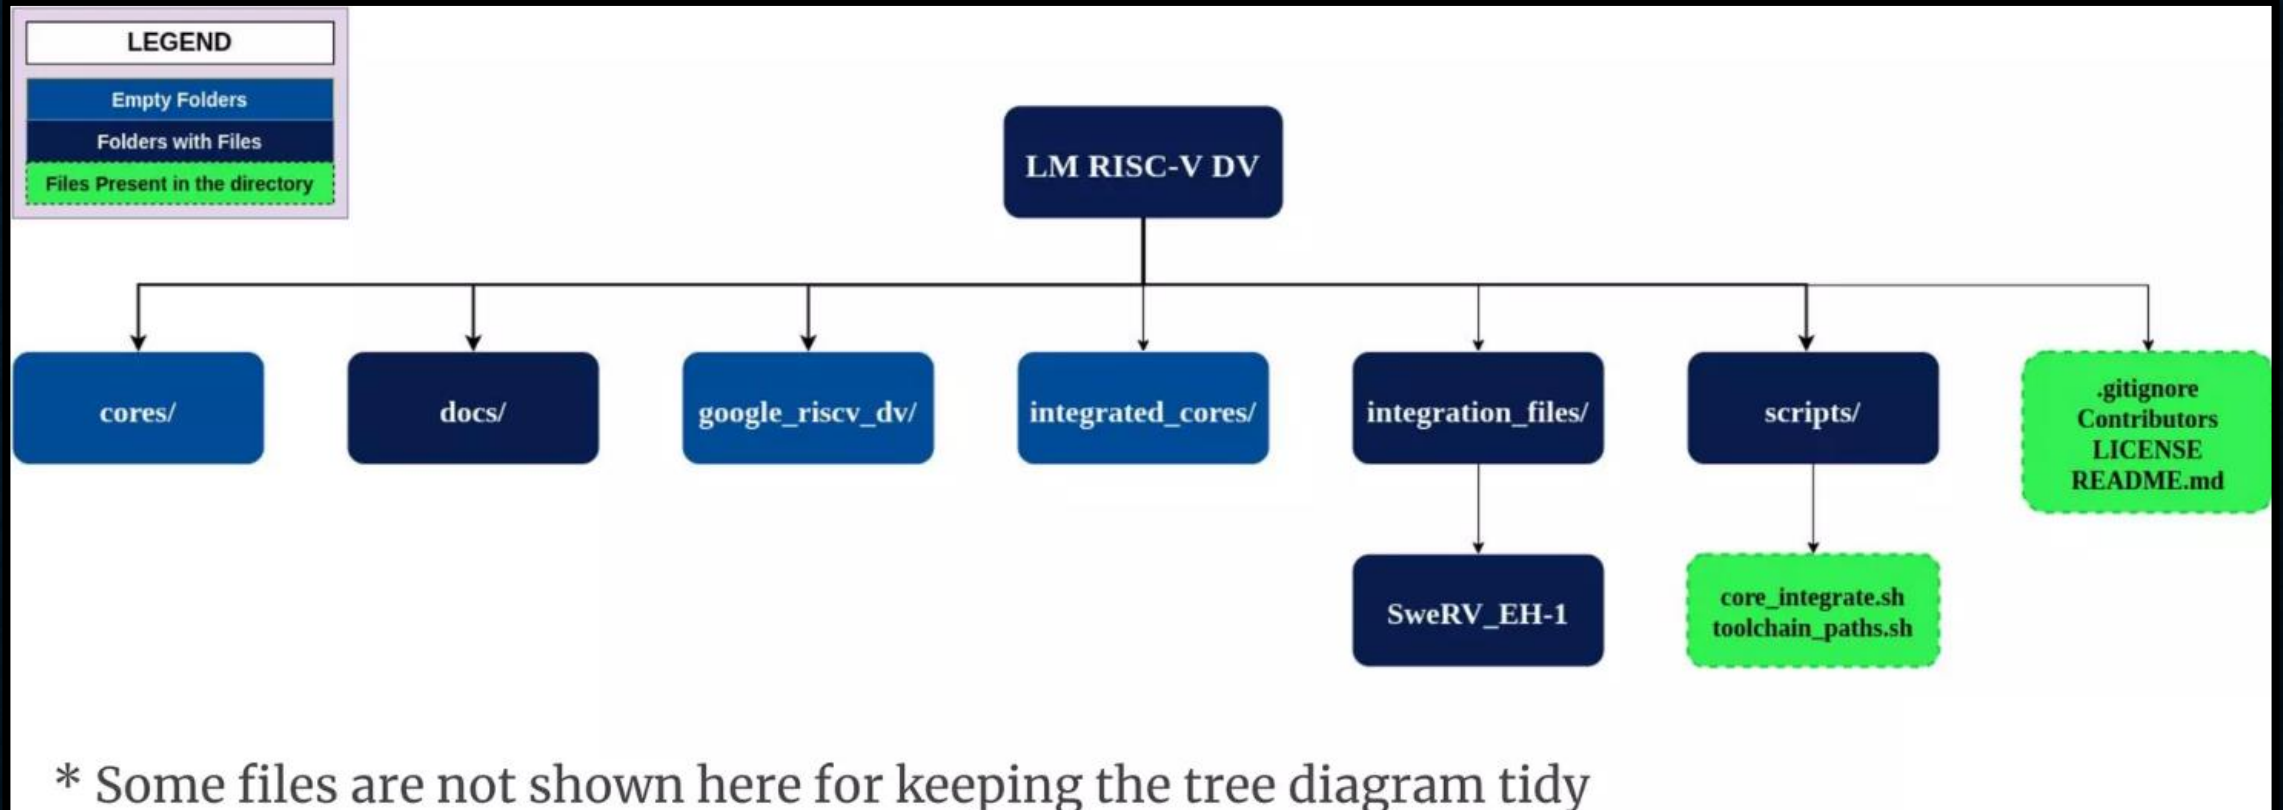 LEGEND
Empty Folders
Folders with Files
Files Present in the directory
LM RISC-V DV
cores/
docs/
google_riscv_dv/
integrated_cores/
integration_files/
scripts/
.gitignore
Contributors
LICENSE
README.md
SweRV_EH-1
core_integrate.sh
toolchain_paths.sh
* Some files are not shown here for keeping the tree diagram tidy